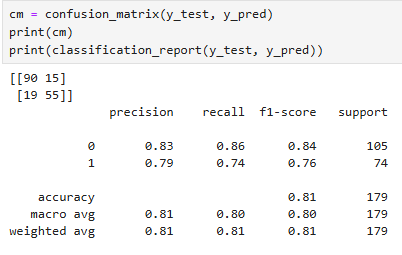 cm = confusion_matrix(y_test, y_pred)
print(cm)
print(classification_report(y_test, y_pred))
[[90 15]
 [19 55]]
              precision    recall  f1-score   support

           0       0.83      0.86      0.84       105
           1       0.79      0.74      0.76        74

    accuracy                           0.81       179
   macro avg       0.81      0.80      0.80       179
weighted avg       0.81      0.81      0.81       179